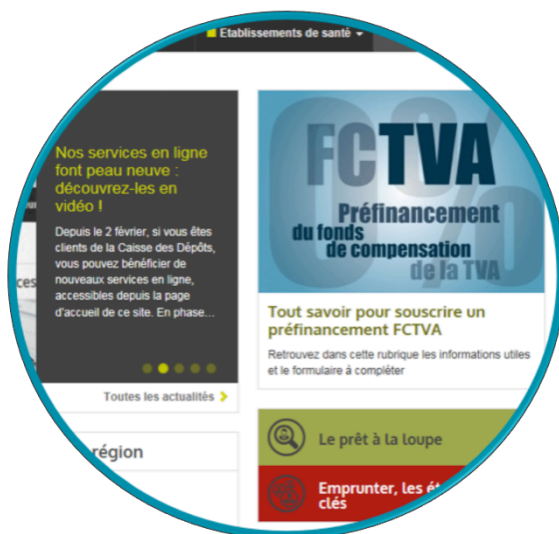 Etablissements de santé
Nos services en ligne
font peau neuve :
découvrez-les en
vidéo !
Depuis le 2 février, si vous êtes
clients de la Caisse des Dépôts,
vous pouvez bénéficier de
nouveaux services en ligne,
accessibles depuis la page
d'accueil de ce site. En phase...
Toutes les actualités
région
0%
FCTVA
Préfinancement
du fonds
de compensation
de la TVA
Tout savoir pour souscrire un
préfinancement FCTVA
Retrouvez dans cette rubrique les informations utiles
et le formulaire à compléter
Le prêt à la loupe
Emprunter, les
clés